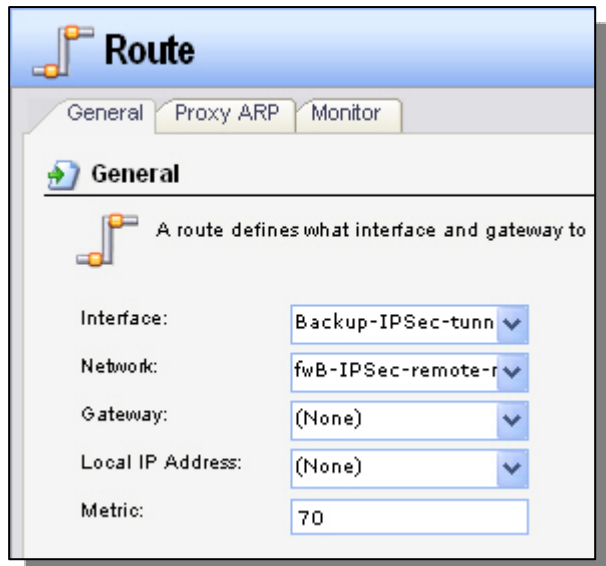 Route
General Proxy ARP Monitor
General
A route defines what interface and gateway to
Interface: Backup-IPSec-tunn
Network: fwB-IPSec-remote-r
Gateway: (None)
Local IP Address: (None)
Metric: 70